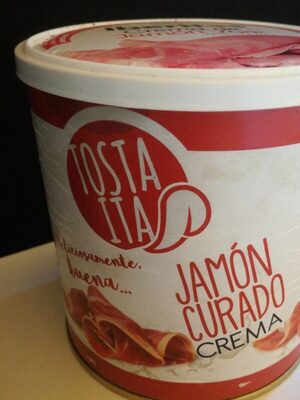 TOSTA
ITA
Deliciosamente,
buena...
JAMÓN
CURADO
CREMA